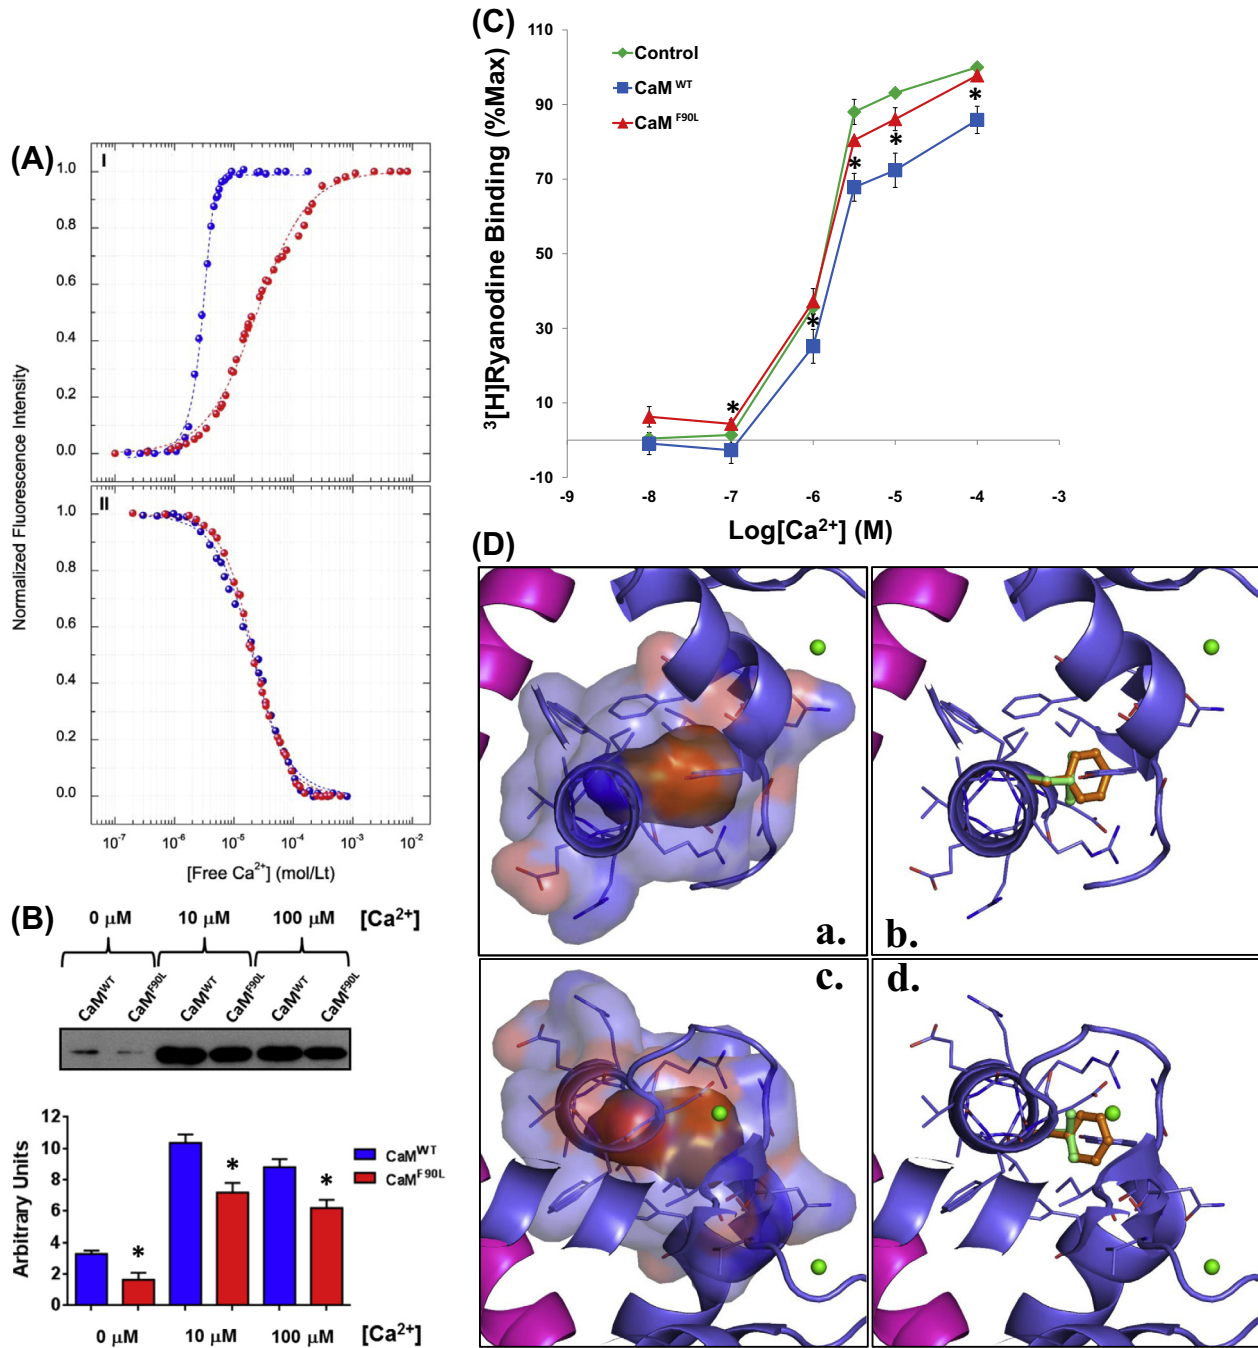 (A)
I
1.0
0.8
0.6
0.4
0.2
0.0
II
1.0
0.8
0.6
0.4
0.2
0.0
Normalized Fluorescence Intensity
10⁻⁷ 10⁻⁶ 10⁻⁵ 10⁻⁴ 10⁻³ 10⁻²
[Free Ca²⁺] (mol/Lt)
(B)
0 µM 10 µM 100 µM [Ca²⁺]
CaM^WT CaM^F90L CaM^WT CaM^F90L CaM^WT CaM^F90L
12
10
8
6
4
2
0
Arbitrary Units
* * *
CaM^WT
CaM^F90L
0 µM 10 µM 100 µM [Ca²⁺]
(C)
³[H]Ryanodine Binding (%Max)
110
90
70
50
30
10
-10
Control
CaM^WT
CaM^F90L
* * * * *
-9 -8 -7 -6 -5 -4 -3
Log[Ca²⁺] (M)
(D)
a.
b.
c.
d.